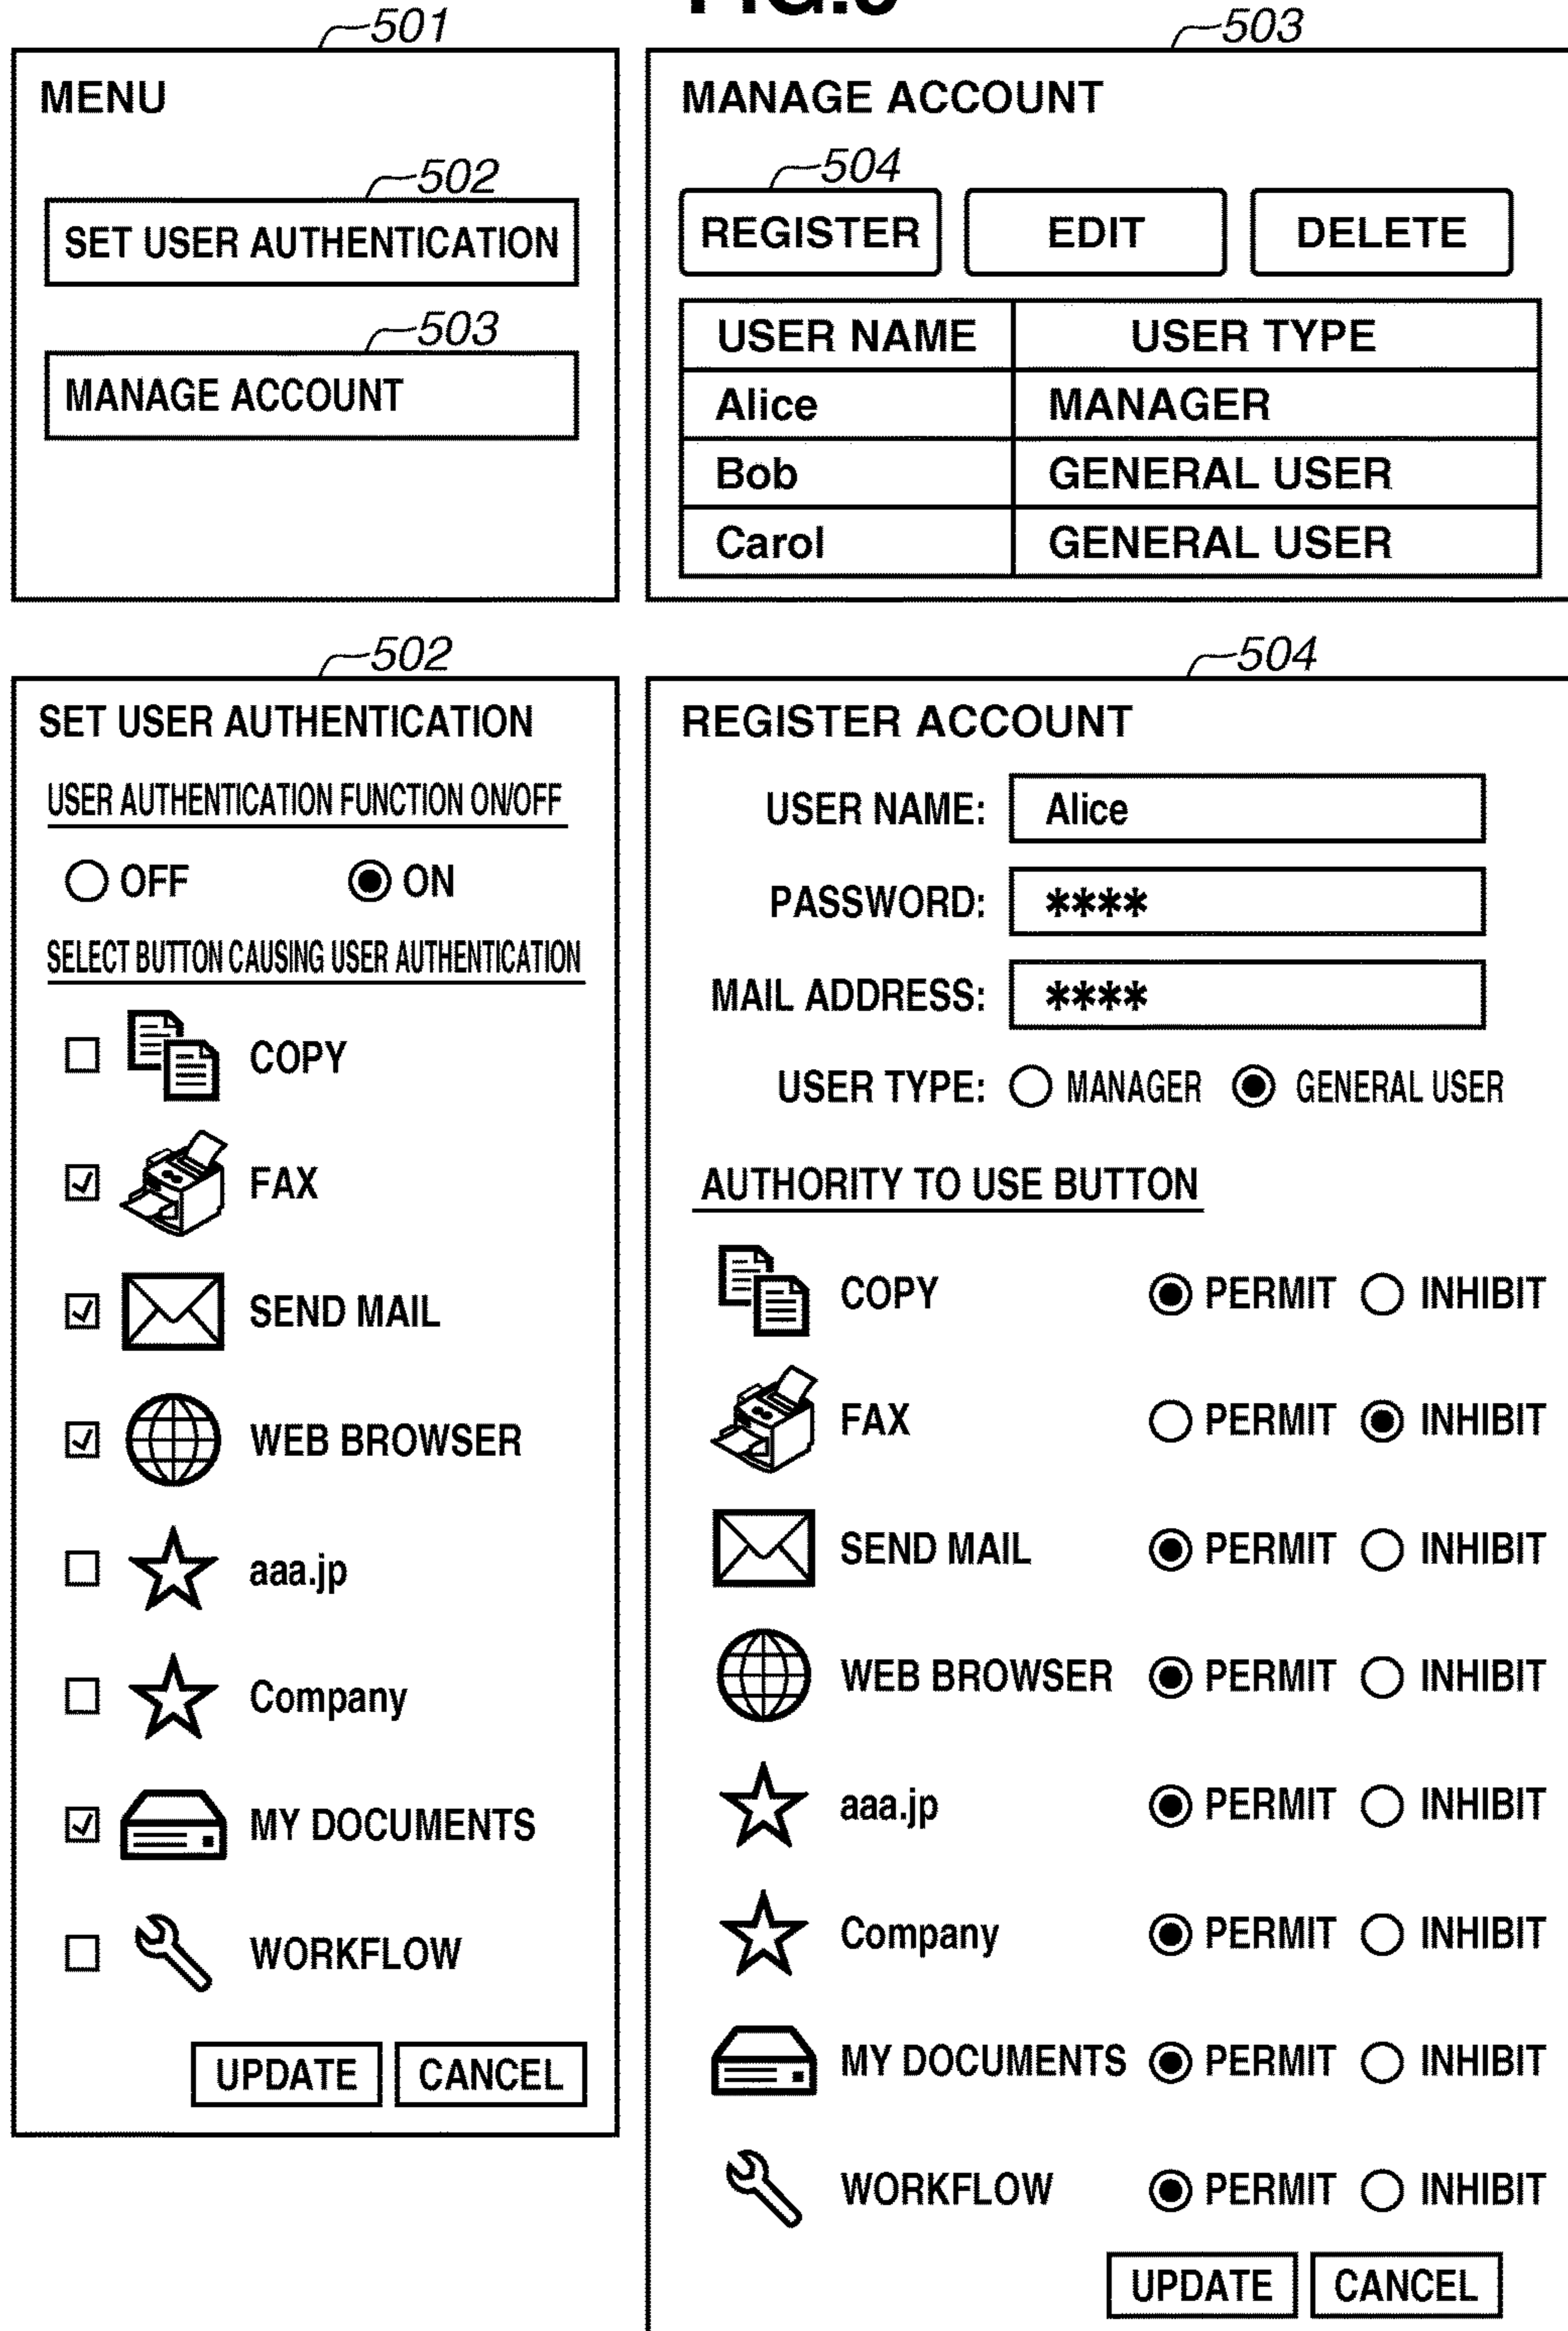 501
MENU
502
SET USER AUTHENTICATION
503
MANAGE ACCOUNT
503
MANAGE ACCOUNT
504
REGISTER EDIT DELETE
USER NAME USER TYPE
Alice MANAGER
Bob GENERAL USER
Carol GENERAL USER
502
SET USER AUTHENTICATION
USER AUTHENTICATION FUNCTION ON/OFF
OFF ON
SELECT BUTTON CAUSING USER AUTHENTICATION
COPY
FAX
SEND MAIL
WEB BROWSER
aaa.jp
Company
MY DOCUMENTS
WORKFLOW
UPDATE CANCEL
504
REGISTER ACCOUNT
USER NAME: Alice
PASSWORD: ****
MAIL ADDRESS: ****
USER TYPE: MANAGER GENERAL USER
AUTHORITY TO USE BUTTON
COPY PERMIT INHIBIT
FAX PERMIT INHIBIT
SEND MAIL PERMIT INHIBIT
WEB BROWSER PERMIT INHIBIT
aaa.jp PERMIT INHIBIT
Company PERMIT INHIBIT
MY DOCUMENTS PERMIT INHIBIT
WORKFLOW PERMIT INHIBIT
UPDATE CANCEL